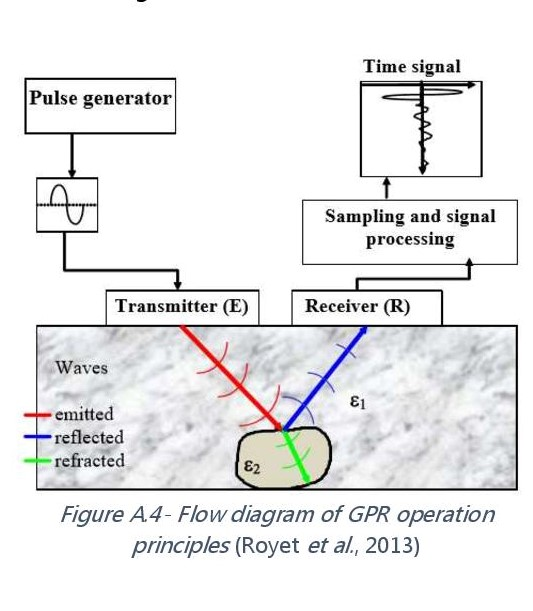 Time signal
Pulse generator
Sampling and signal
processing
Transmitter (E)
Receiver (R)
Waves
ε1
emitted
reflected
refracted
ε2
Figure A.4- Flow diagram of GPR operation
principles (Royet et al., 2013)